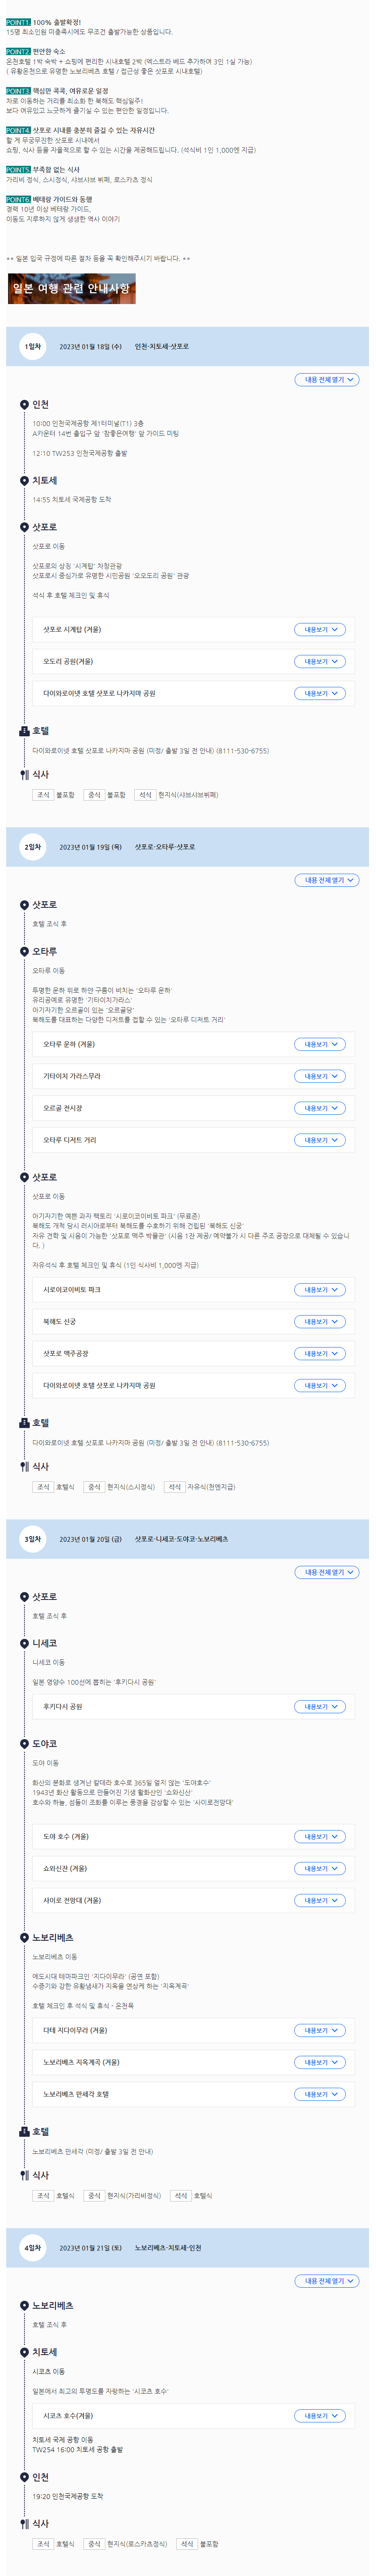 POINT1. 100% 출발확정!
15명 최소인원 미충족시에도 무조건 출발가능한 상품입니다.
POINT2. 편안한 숙소
온천호텔 1박 숙박 + 쇼핑에 편리한 시내호텔 2박 (엑스트라 베드 추가하여 3인 1실 가능)
( 유황온천으로 유명한 노보리베츠 호텔 / 접근성 좋은 삿포로 시내호텔)
POINT3. 핵심만 콕콕, 여유로운 일정
차로 이동하는 거리를 최소화 한 북해도 핵심일주!
보다 여유있고 느긋하게 즐기실 수 있는 편안한 일정입니다.
POINT4. 삿포로 시내를 충분히 즐길 수 있는 자유시간
할 게 무궁무진한 삿포로 시내에서
쇼핑, 식사 등을 자율적으로 할 수 있는 시간을 제공해드립니다. (석식비 1인 1,000엔 지급)
POINT5. 부족함 없는 식사
가리비 정식, 스시정식, 샤브샤브 뷔페, 로스카츠 정식
POINT6. 베테랑 가이드와 동행
경력 10년 이상 베테랑 가이드,
이동도 지루하지 않게 생생한 역사 이야기
** 일본 입국 규정에 따른 절차 등을 꼭 확인해주시기 바랍니다. **
일본 여행 관련 안내사항
1일차 2023년 01월 18일 (수) 인천-치토세-삿포로
내용 전체 열기
인천
10:00 인천국제공항 제1터미널(T1) 3층
A카운터 14번 출입구 앞 '참좋은여행' 앞 가이드 미팅
12:10 TW253 인천국제공항 출발
치토세
14:55 치토세 국제공항 도착
삿포로
삿포로 이동
삿포로의 상징 '시계탑' 차창관광
삿포로시 중심가로 유명한 시민공원 '오오도리 공원' 관광
석식 후 호텔 체크인 및 휴식
삿포로 시계탑 (겨울) 내용보기
오도리 공원(겨울) 내용보기
다이와로이넷 호텔 삿포로 나카지마 공원 내용보기
호텔
다이와로이넷 호텔 삿포로 나카지마 공원 (미정/ 출발 3일 전 안내) (8111-530-6755)
식사
조식 불포함 중식 불포함 석식 현지식(샤브샤브뷔페)
2일차 2023년 01월 19일 (목) 삿포로-오타루-삿포로
내용 전체 열기
삿포로
호텔 조식 후
오타루
오타루 이동
투명한 운하 위로 하얀 구름이 비치는 '오타루 운하'
유리공예로 유명한 '기타이치가라스'
아기자기한 오르골이 있는 '오르골당'
북해도를 대표하는 다양한 디저트를 접할 수 있는 '오타루 디저트 거리'
오타루 운하 (겨울) 내용보기
기타이치 가라스무라 내용보기
오르골 전시장 내용보기
오타루 디저트 거리 내용보기
삿포로
삿포로 이동
아기자기한 예쁜 과자 팩토리 '시로이코이비토 파크' (무료존)
북해도 개척 당시 러시아로부터 북해도를 수호하기 위해 건립된 '북해도 신궁'
자유 견학 및 시음이 가능한 '삿포로 맥주 박물관' (시음 1잔 제공/ 예약불가 시 다른 주조 공장으로 대체될 수 있습니
다. )
자유석식 후 호텔 체크인 및 휴식 (1인 식사비 1,000엔 지급)
시로이코이비토 파크 내용보기
북해도 신궁 내용보기
삿포로 맥주공장 내용보기
다이와로이넷 호텔 삿포로 나카지마 공원 내용보기
호텔
다이와로이넷 호텔 삿포로 나카지마 공원 (미정/ 출발 3일 전 안내) (8111-530-6755)
식사
조식 호텔식 중식 현지식(스시정식) 석식 자유식(천엔지급)
3일차 2023년 01월 20일 (금) 삿포로-니세코-도야코-노보리베츠
내용 전체 열기
삿포로
호텔 조식 후
니세코
니세코 이동
일본 명양수 100선에 뽑히는 '후키다시 공원'
후키다시 공원 내용보기
도야코
도야 이동
화산의 분화로 생겨난 칼데라 호수로 365일 얼지 않는 '도야호수'
1943년 화산 활동으로 만들어진 기생 활화산인 '쇼와신산'
호수와 하늘, 섬들이 조화를 이루는 풍경을 감상할 수 있는 '사이로전망대'
도야 호수 (겨울) 내용보기
쇼와신잔 (겨울) 내용보기
사이로 전망대 (겨울) 내용보기
노보리베츠
노보리베츠 이동
에도시대 테마파크인 '지다이무라' (공연 포함)
수증기와 강한 유황냄새가 지옥을 연상케 하는 '지옥계곡'
호텔 체크인 후 석식 및 휴식 - 온천욕
다테 지다이무라 (겨울) 내용보기
노보리베츠 지옥계곡 (겨울) 내용보기
노보리베츠 만세각 호텔 내용보기
호텔
노보리베츠 만세각 (미정/ 출발 3일 전 안내)
식사
조식 호텔식 중식 현지식(가리비정식) 석식 호텔식
4일차 2023년 01월 21일 (토) 노보리베츠-치토세-인천
내용 전체 열기
노보리베츠
호텔 조식 후
치토세
시코츠 이동
일본에서 최고의 투명도를 자랑하는 '시코츠 호수'
시코츠 호수(겨울) 내용보기
치토세 국제 공항 이동
TW254 16:00 치토세 공항 출발
인천
19:20 인천국제공항 도착
식사
조식 호텔식 중식 현지식(로스카츠정식) 석식 불포함